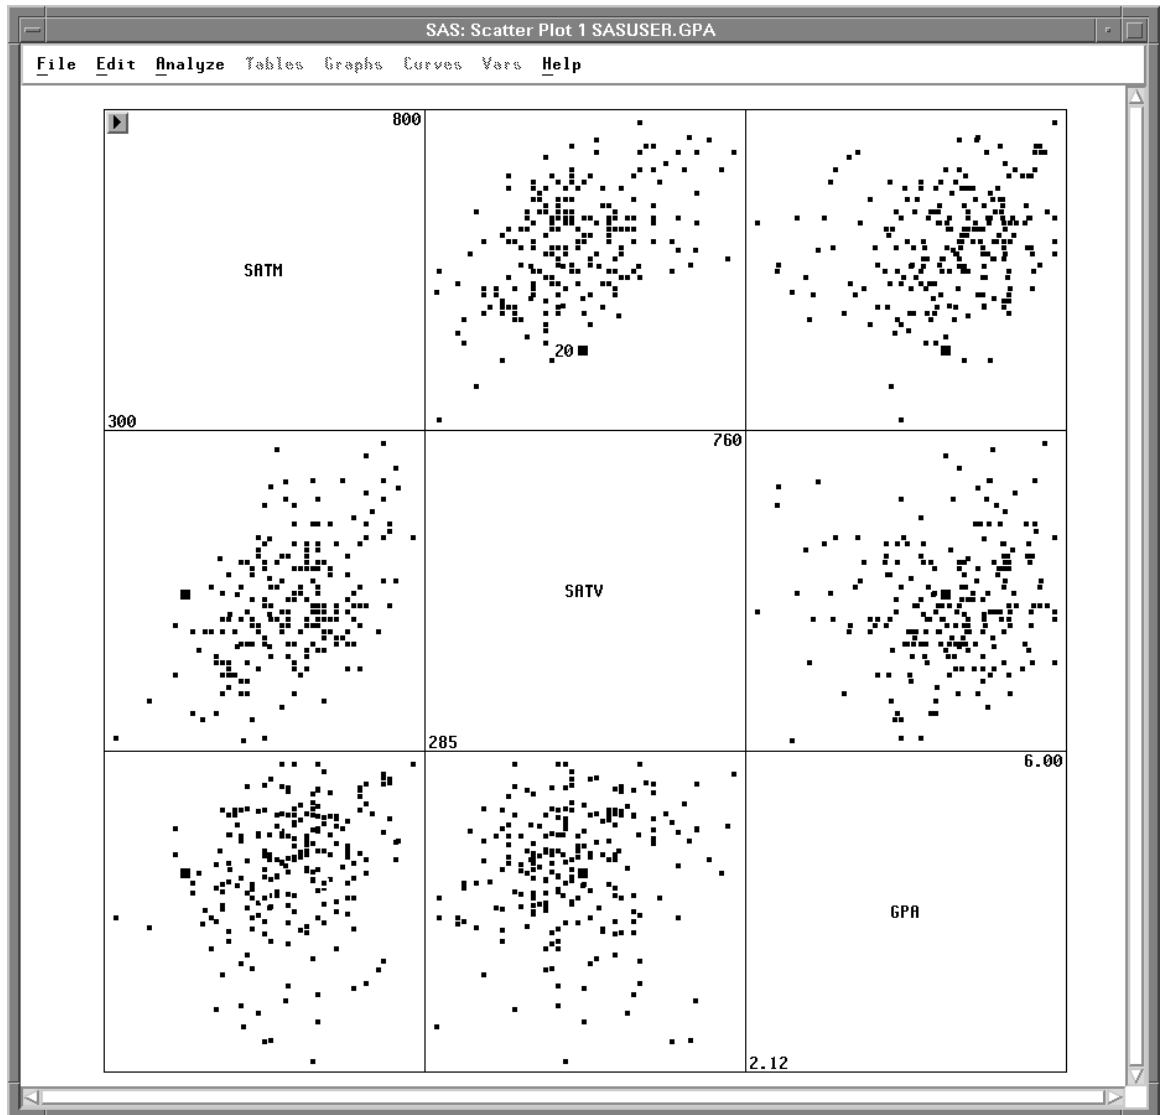 SAS: Scatter Plot 1 SASUSER.GPA
File Edit Analyze Tables Graphs Curves Vars Help
800
SATM
20
300
760
SATV
285
6.00
GPA
2.12